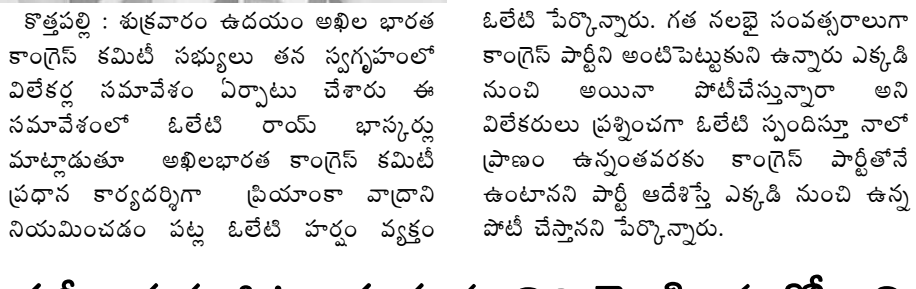 కొత్తపల్లి : శుక్రవారం ఉదయం అఖిల భారత
కాంగ్రెస్ కమిటీ సభ్యులు తన స్వగృహంలో
విలేకర్ల సమావేశం ఏర్పాటు చేశారు ఈ
సమావేశంలో ఓలేటి రాయ్ భాస్కర్లు
మాట్లాడుతూ అఖిలభారత కాంగ్రెస్ కమిటీ
ప్రధాన కార్యదర్శిగా ప్రియాంకా వాద్రాని
నియమించడం పట్ల ఓలేటి హర్షం వ్యక్తం
ఓలేటి పేర్కొన్నారు. గత నలభై సంవత్సరాలుగా
కాంగ్రెస్ పార్టీని అంటిపెట్టుకుని ఉన్నారు ఎక్కడి
నుంచి అయినా పోటీచేస్తున్నారా అని
విలేకరులు ప్రశ్నించగా ఓలేటి స్పందిస్తూ నాలో
ప్రాణం ఉన్నంతవరకు కాంగ్రెస్ పార్టీతోనే
ఉంటానని పార్టీ ఆదేశిస్తే ఎక్కడి నుంచి ఉన్న
పోటీ చేస్తానని పేర్కొన్నారు.